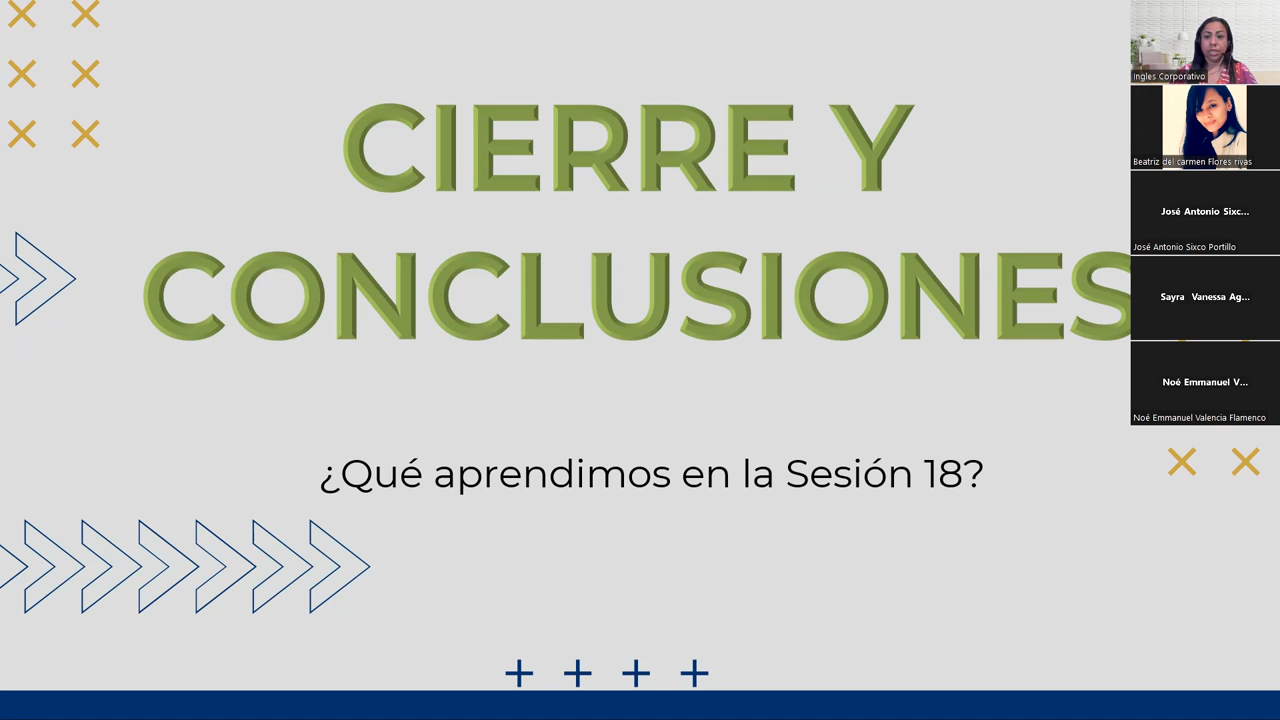 CIERRE Y
CONCLUSIONES
¿Qué aprendimos en la Sesión 18?
Ingles Corporativo
Beatriz del carmen Flores rivas
José Antonio Sixc...
José Antonio Sixco Portillo
Sayra Vanessa Ag...
Noé Emmanuel V...
Noé Emmanuel Valencia Flamenco